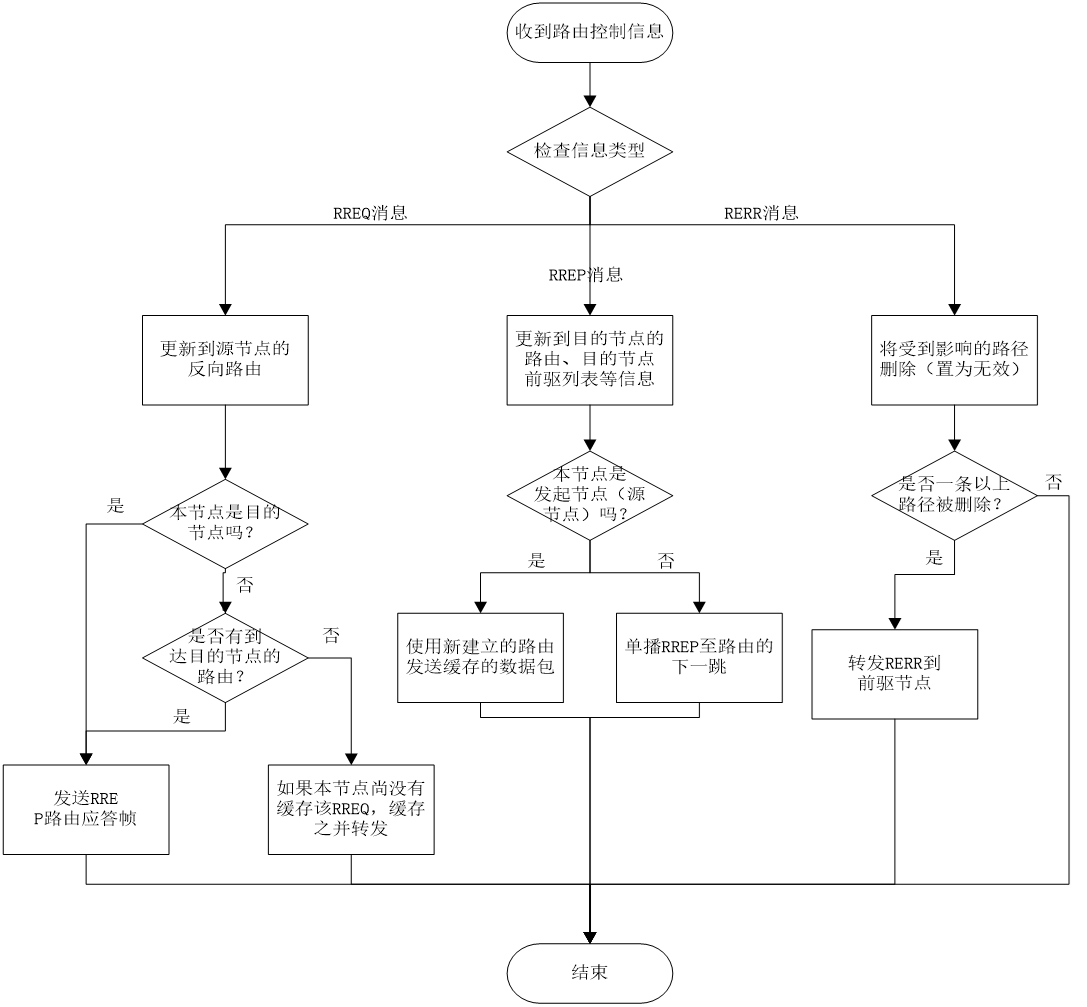 收到路由控制信息
检查信息类型
RREQ消息
RERR消息
RREP消息
更新到源节点的
反向路由
更新到目的节点的
路由、目的节点
前驱列表等信息
将受到影响的路径
删除（置为无效）
本节点是目的
节点吗？
是
否
本节点是
发起节点（源
节点）吗？
是
否
是否一条以上
路径被删除？
否
是
是否有到
达目的节点的
路由？
否
是
使用新建立的路由
发送缓存的数据包
单播RREP至路由的
下一跳
转发RERR到
前驱节点
发送RRE
P路由应答帧
如果本节点尚没有
缓存该RREQ，缓存
之并转发
结束